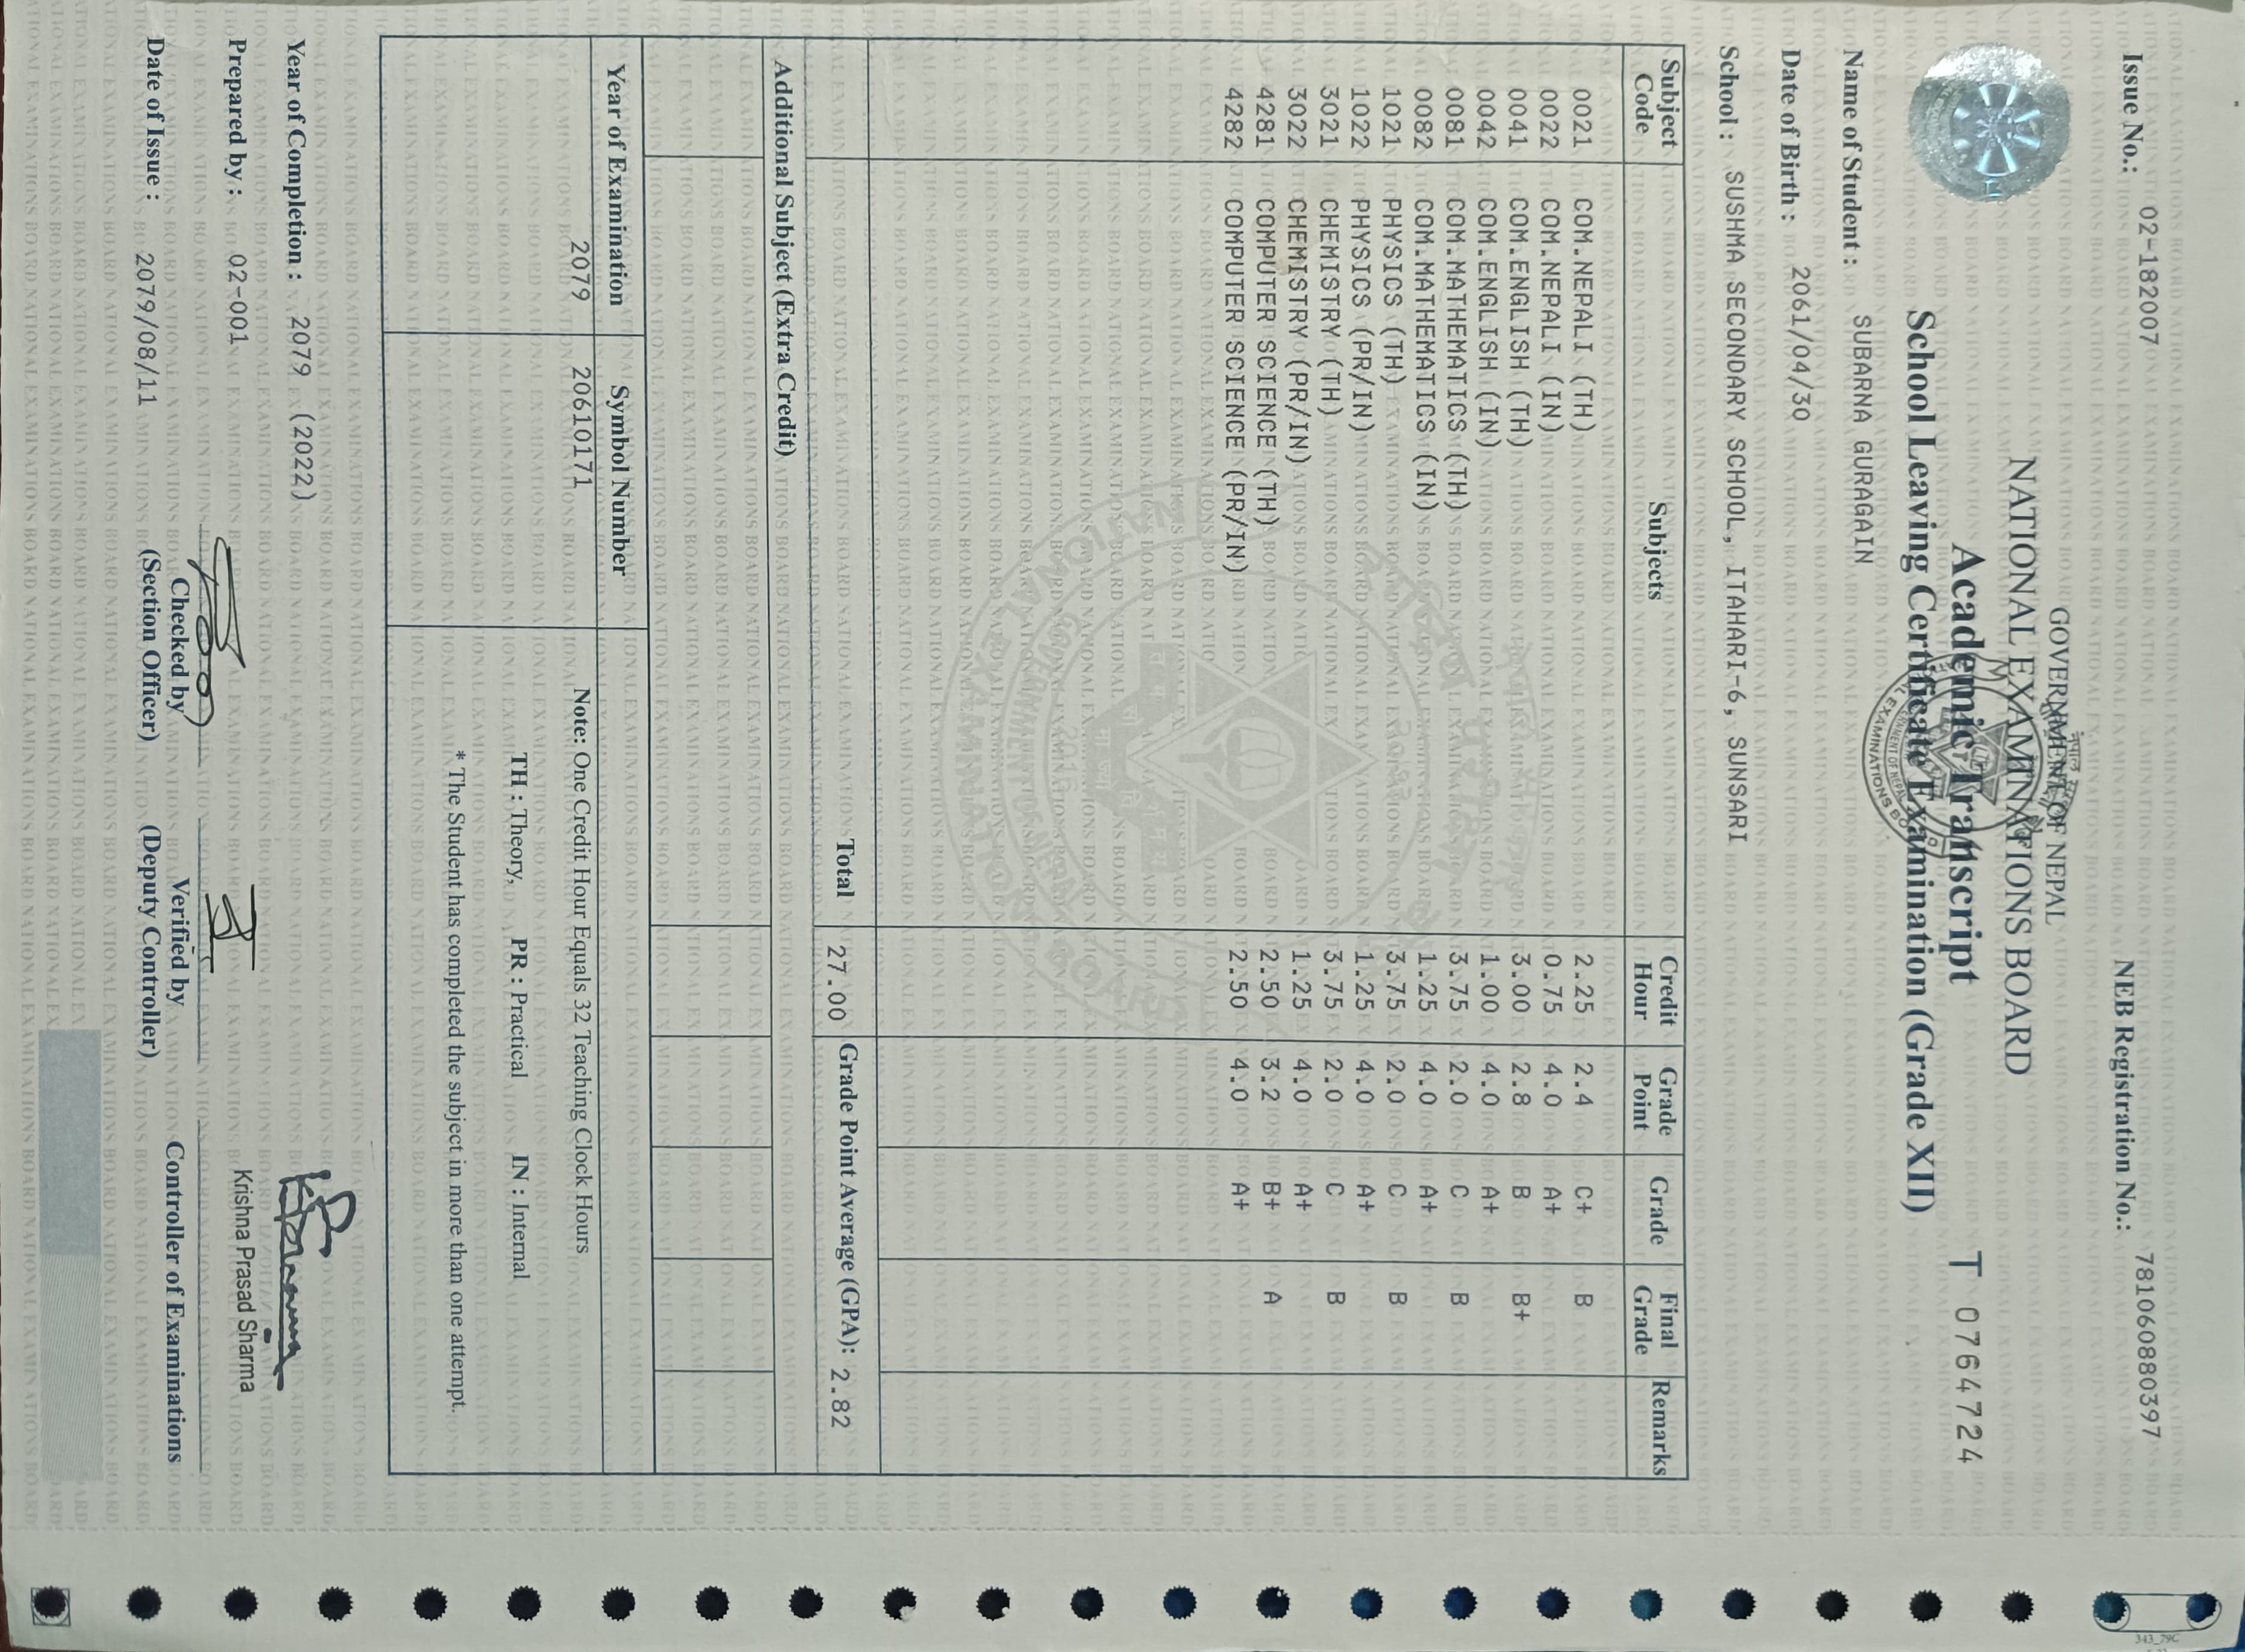 Issue No.: 02-182007 NEB Registration No.: 781060880397
GOVERNMENT OF NEPAL
NATIONAL EXAMINATIONS BOARD
Academic Transcript T 0764724
School Leaving Certificate Examination (Grade XII)
Name of Student : SUBARNA GURAGAIN
Date of Birth : 2061/04/30
School : SUSHMA SECONDARY SCHOOL, ITAHARI-6, SUNSARI
Subject Code Subjects Credit Hour Grade Point Grade Final Grade Remarks
0021 COM.NEPALI (TH) 2.25 2.4 C+ B
0022 COM.NEPALI (IN) 0.75 4.0 A+
0041 COM.ENGLISH (TH) 3.00 2.8 B B+
0042 COM.ENGLISH (IN) 1.00 4.0 A+
0081 COM.MATHEMATICS (TH) 3.75 2.0 C B
0082 COM.MATHEMATICS (IN) 1.25 4.0 A+
1021 PHYSICS (TH) 3.75 2.0 C B
1022 PHYSICS (PR/IN) 1.25 4.0 A+
3021 CHEMISTRY (TH) 3.75 2.0 C B
3022 CHEMISTRY (PR/IN) 1.25 4.0 A+
4281 COMPUTER SCIENCE (TH) 2.50 3.2 B+ A
4282 COMPUTER SCIENCE (PR/IN) 2.50 4.0 A+
Total 27.00 Grade Point Average (GPA): 2.82
Additional Subject (Extra Credit)
Year of Examination Symbol Number
2079 20610171
Note: One Credit Hour Equals 32 Teaching Clock Hours
TH : Theory, PR : Practical IN : Internal
* The Student has completed the subject in more than one attempt.
Year of Completion : 2079 (2022)
Prepared by : 02-001
Krishna Prasad Sharma
Checked by Verified by Controller of Examinations
Date of Issue : 2079/08/11 (Section Officer) (Deputy Controller)